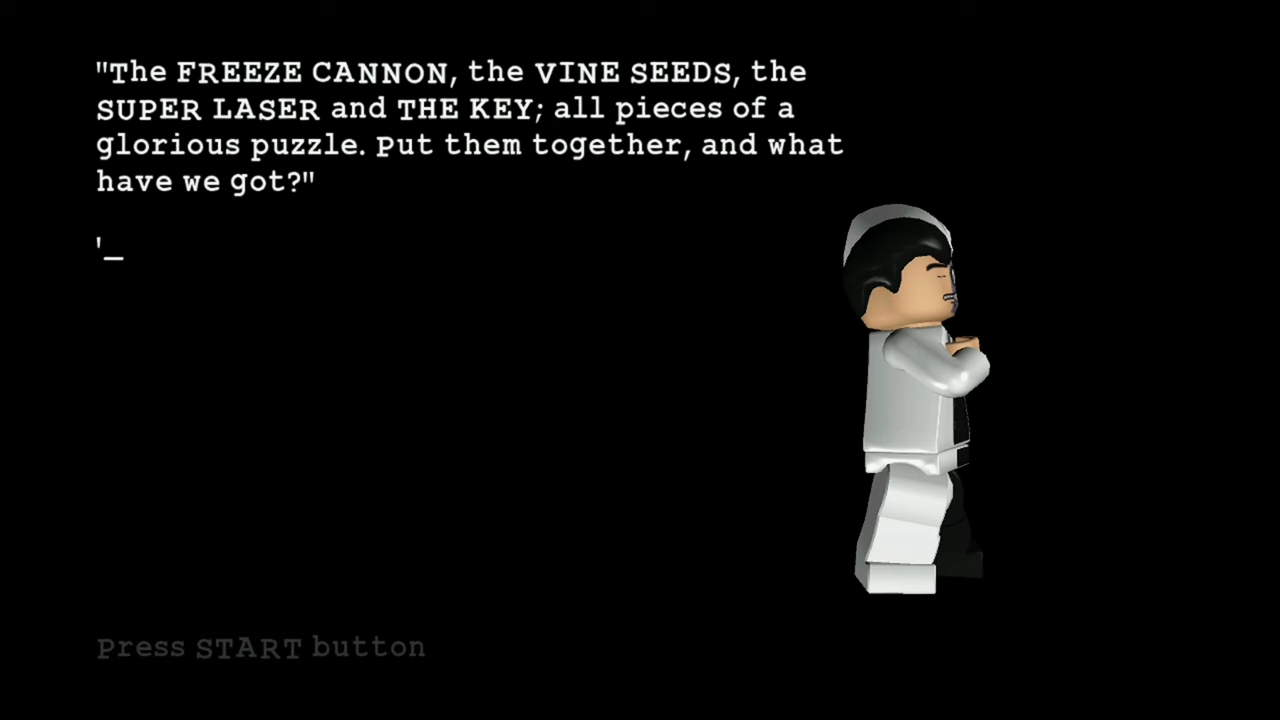 "The FREEZE CANNON, the VINE SEEDS, the
SUPER LASER and THE KEY; all pieces of a
glorious puzzle. Put them together, and what
have we got?"
'_
Press START button